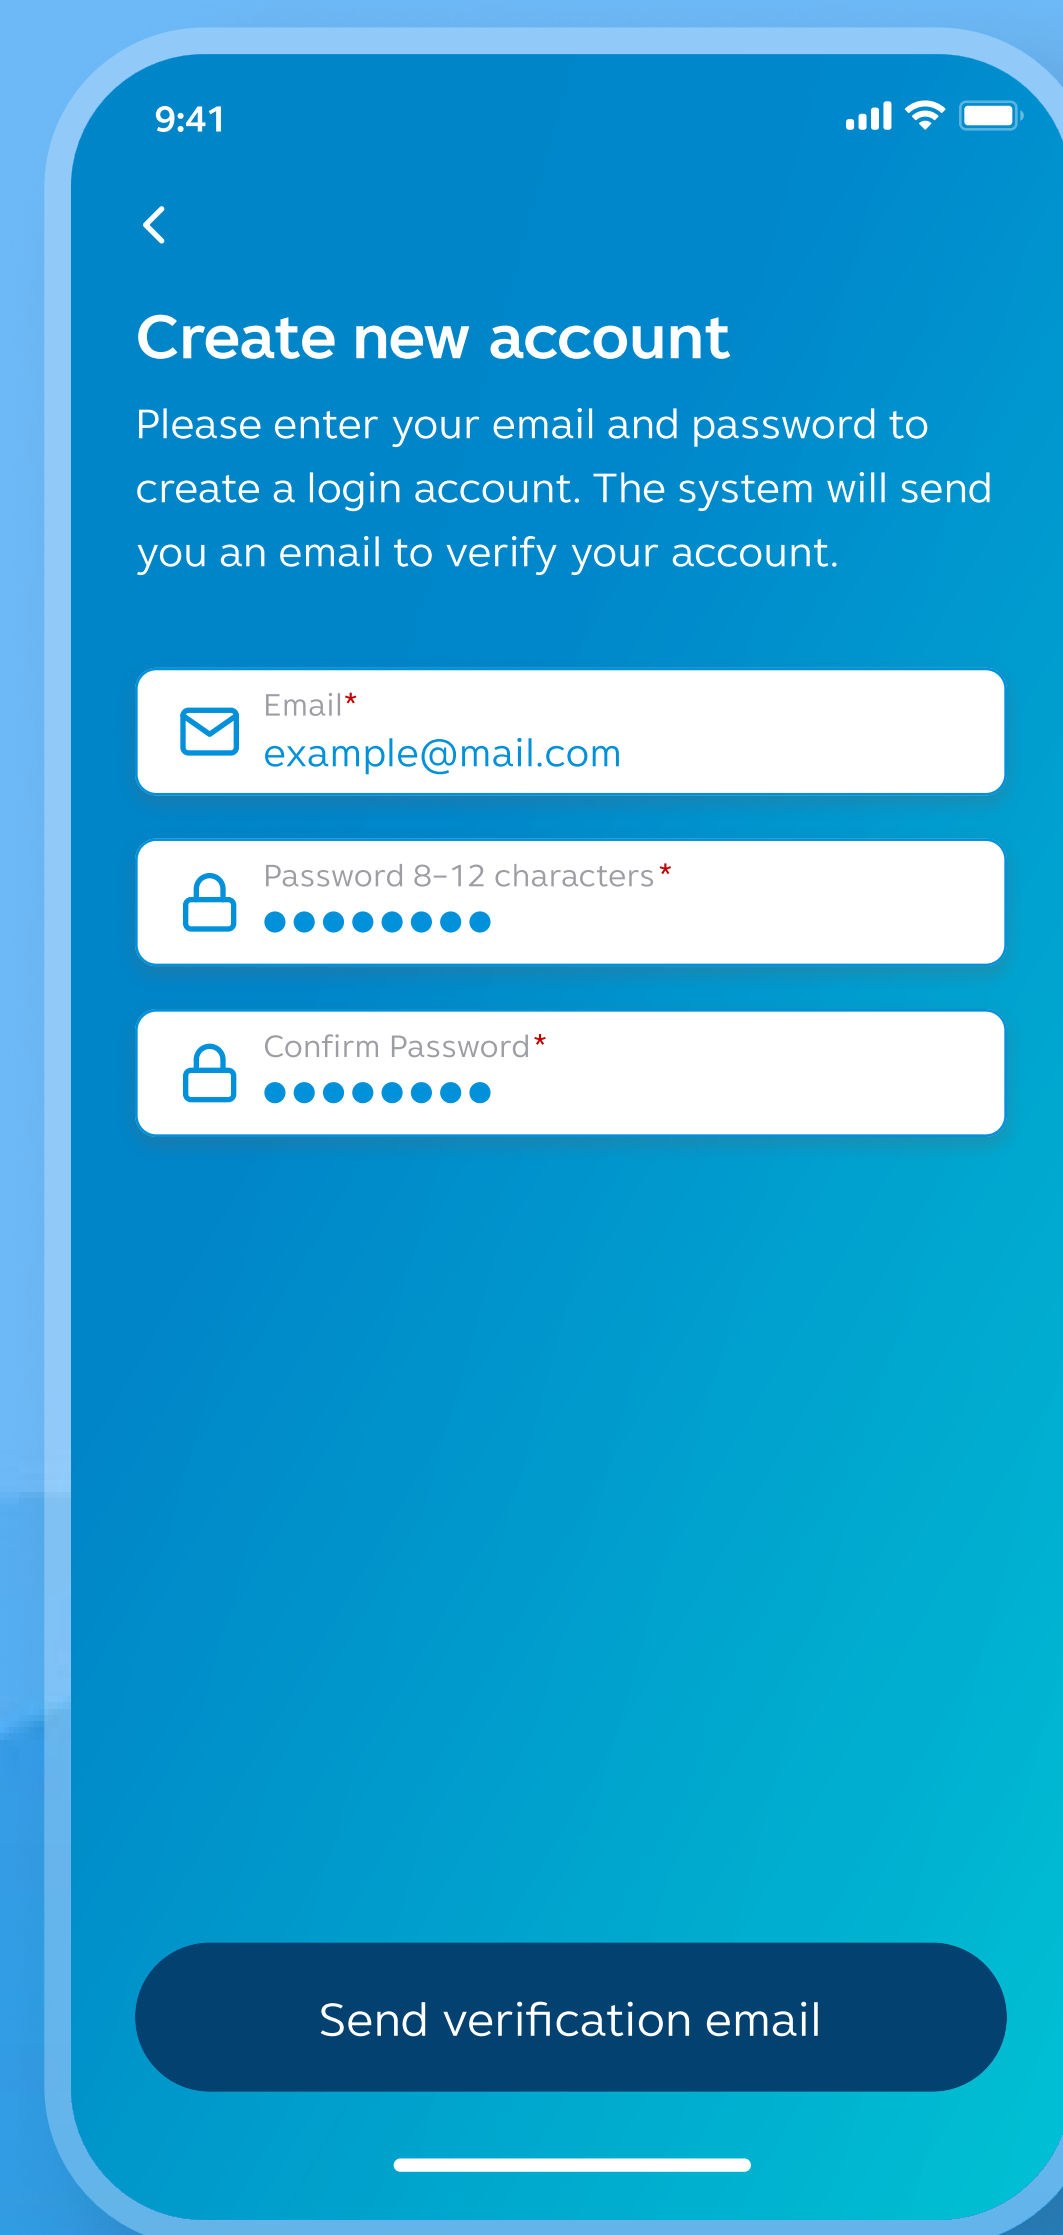 9:41
Create new account
Please enter your email and password to
create a login account. The system will send
you an email to verify your account.
Email*
example@mail.com
Password 8-12 characters*
Confirm Password*
Send verification email